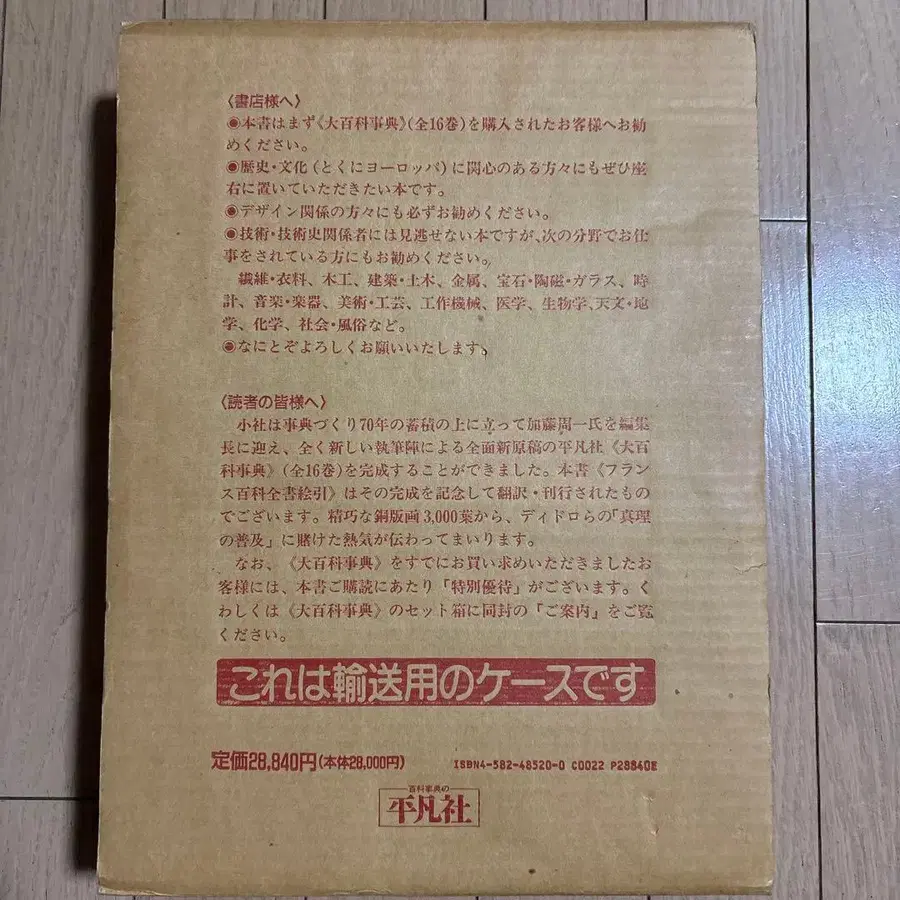 〈書店様へ〉
◉本書はまず《大百科事典》(全16巻)を購入されたお客様へお勧
めください。
◉歴史・文化(とくにヨーロッパ)に関心のある方々にもぜひ座
右に置いていただきたい本です。
◉デザイン関係の方々にも必ずお勧めください。
◉技術・技術史関係者には見逃せない本ですが、次の分野でお仕
事をされている方にもお勧めください。
繊維・衣料、木工、建築・土木、金属、宝石・陶磁・ガラス、時
計、音楽・楽器、美術・工芸、工作機械、医学、生物学、天文・地
学、化学、社会・風俗など。
◉なにとぞよろしくお願いいたします。
〈読者の皆様へ〉
小社は事典づくり70年の蓄積の上に立って加藤周一氏を編集
長に迎え、全く新しい執筆陣による全面新原稿の平凡社《大百
科事典》(全16巻)を完成することができました。本書《フラン
ス百科全書絵引》はその完成を記念して翻訳・刊行されたもの
でございます。精巧な銅版画3,000葉から、ディドロらの「真理
の普及」に賭けた熱気が伝わってまいります。
なお、《大百科事典》をすでにお買い求めいただきましたお
客様には、本書ご購読にあたり「特別優待」がございます。く
わしくは《大百科事典》のセット箱に同封の「ご案内」をご覧
ください。
これは輸送用のケースです
定価28,840円(本体28,000円)
ISBN4-582-48520-0 C0022 P28840E
百科事典の
平凡社